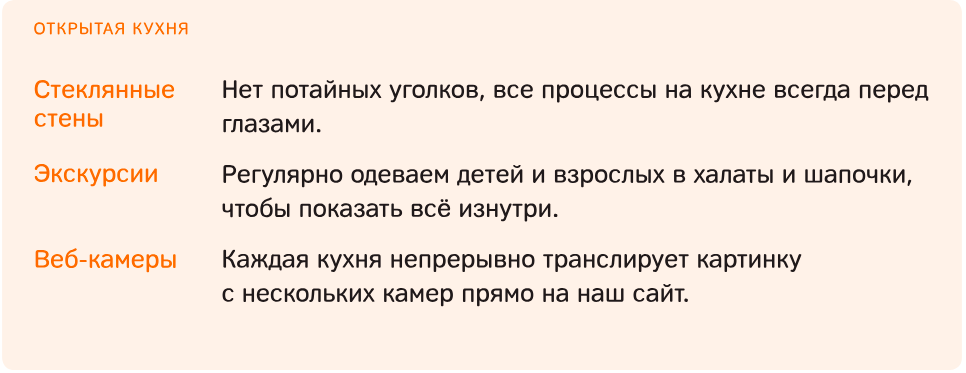 ОТКРЫТАЯ КУХНЯ
Стеклянные
стены
Нет потайных уголков, все процессы на кухне всегда перед
глазами.
Экскурсии
Регулярно одеваем детей и взрослых в халаты и шапочки,
чтобы показать всё изнутри.
Веб-камеры
Каждая кухня непрерывно транслирует картинку
с нескольких камер прямо на наш сайт.